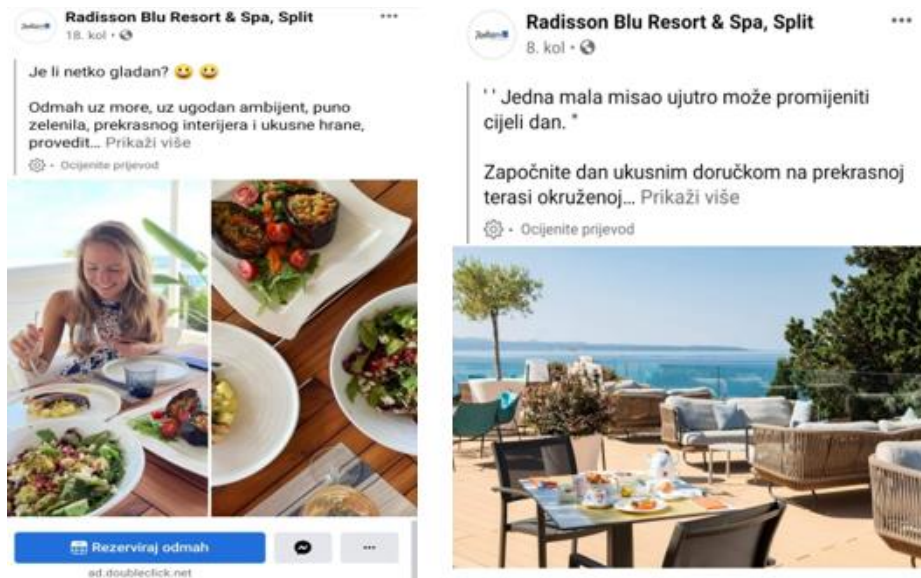 Radisson Blu Resort & Spa, Split
18. kol •
Je li netko gladan? 😀 😀
Odmah uz more, uz ugodan ambijent, puno
zelenila, prekrasnog interijera i ukusne hrane,
provedit... Prikaži više
• Ocijenite prijevod
Rezerviraj odmah
ad.doubleclick.net
Radisson Blu Resort & Spa, Split
8. kol •
' ' Jedna mala misao ujutro može promijeniti
cijeli dan. "
Započnite dan ukusnim doručkom na prekrasnoj
terasi okruženoj... Prikaži više
• Ocijenite prijevod